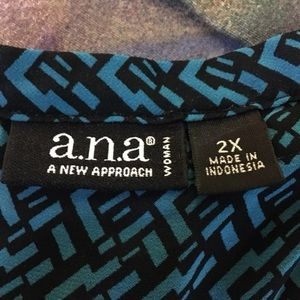 a.n.a®
A NEW APPROACH
WOMAN
2X
MADE IN
INDONESIA